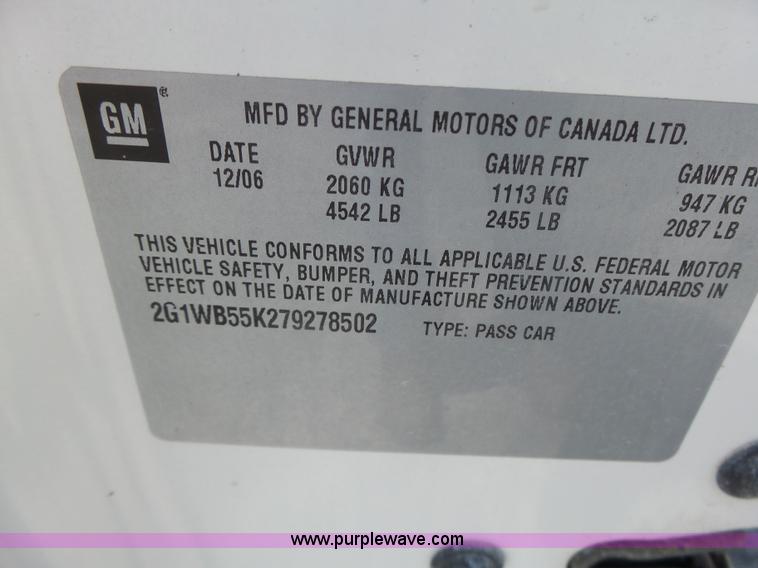 GM®
MFD BY GENERAL MOTORS OF CANADA LTD.
DATE GVWR GAWR FRT GAWR R
12/06 2060 KG 1113 KG 947 KG
4542 LB 2455 LB 2087 LB
THIS VEHICLE CONFORMS TO ALL APPLICABLE U.S. FEDERAL MOTOR
VEHICLE SAFETY, BUMPER, AND THEFT PREVENTION STANDARDS IN
EFFECT ON THE DATE OF MANUFACTURE SHOWN ABOVE.
2G1WB55K279278502 TYPE: PASS CAR
www.purplewave.com